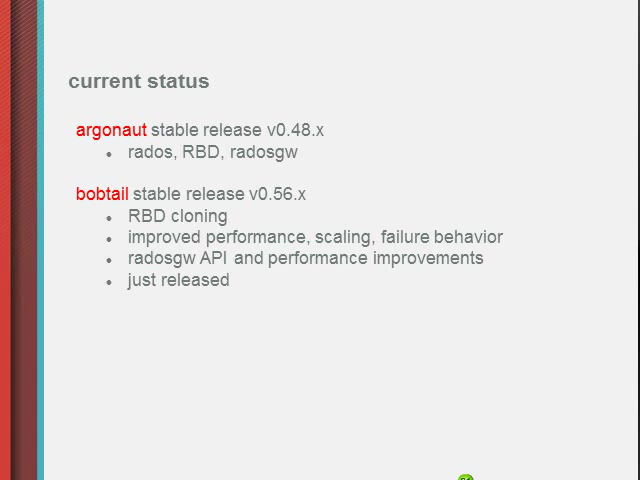 current status
argonaut stable release v0.48.x
• rados, RBD, radosgw
bobtail stable release v0.56.x
• RBD cloning
• improved performance, scaling, failure behavior
• radosgw API and performance improvements
• just released